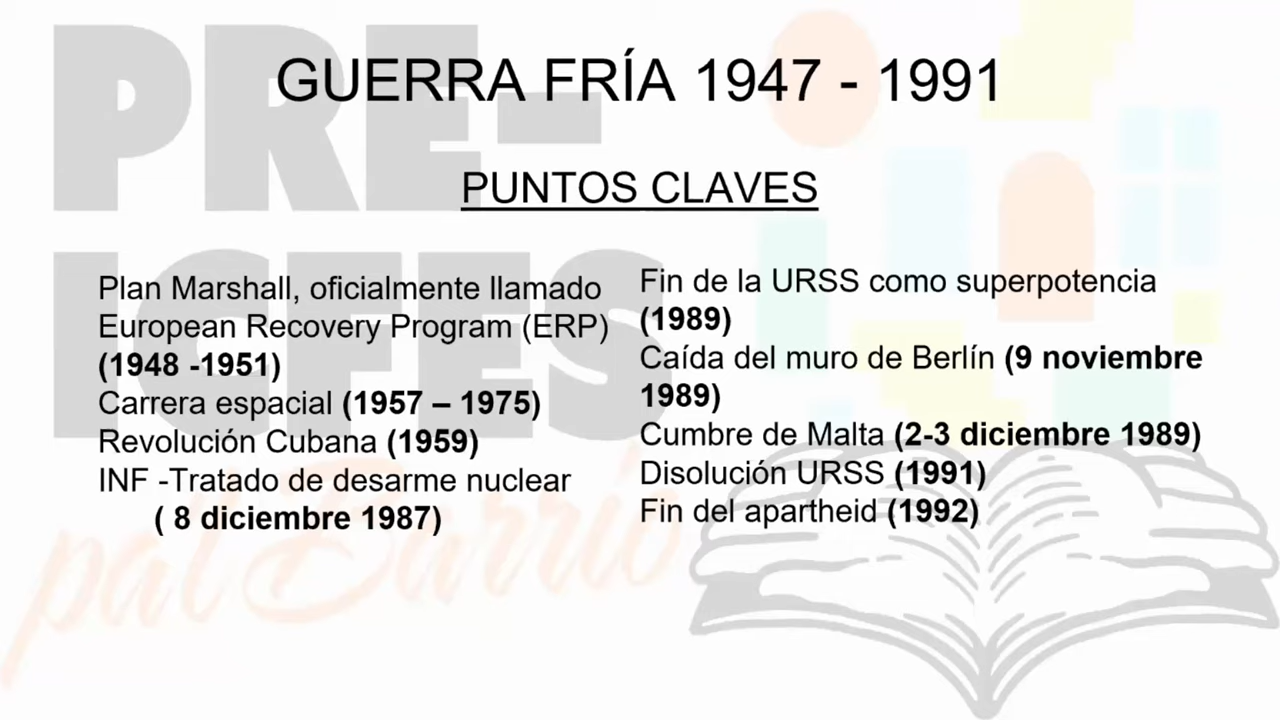 GUERRA FRÍA 1947 - 1991
PUNTOS CLAVES
Plan Marshall, oficialmente llamado
European Recovery Program (ERP)
(1948 -1951)
Carrera espacial (1957 – 1975)
Revolución Cubana (1959)
INF -Tratado de desarme nuclear
( 8 diciembre 1987)
Fin de la URSS como superpotencia
(1989)
Caída del muro de Berlín (9 noviembre
1989)
Cumbre de Malta (2-3 diciembre 1989)
Disolución URSS (1991)
Fin del apartheid (1992)
PRE-
ICFES
pal Barrio